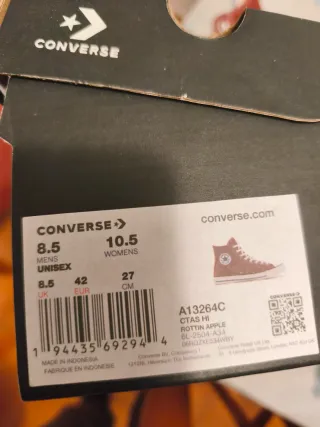 CONVERSE
CONVERSE
converse.com
8.5 10.5
MENS WOMENS
UNISEX
8.5 42 27
UK EUR CM
A13264C
CTAS HI
ROTTIN APPLE
1 94435 69294 4
MADE IN INDONESIA
FABRIQUÉ EN INDONÉSIE